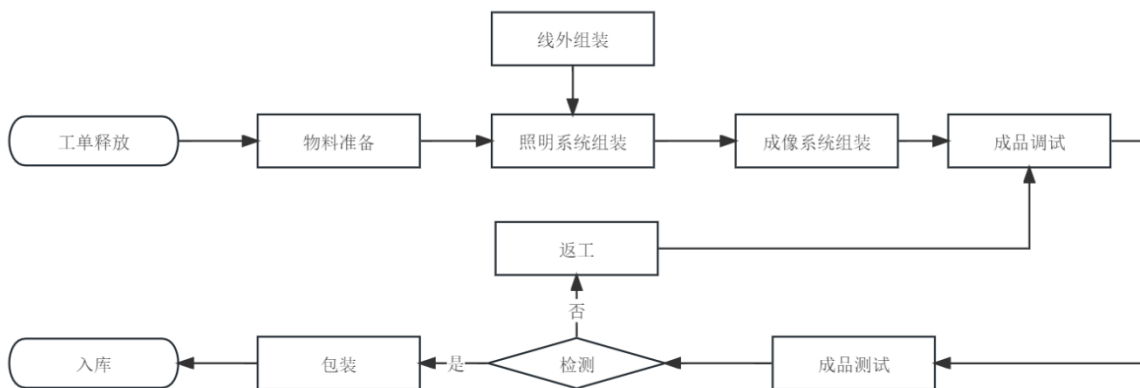 线外组装
工单释放
物料准备
照明系统组装
成像系统组装
成品调试
返工
否
入库
包装
是
检测
成品测试